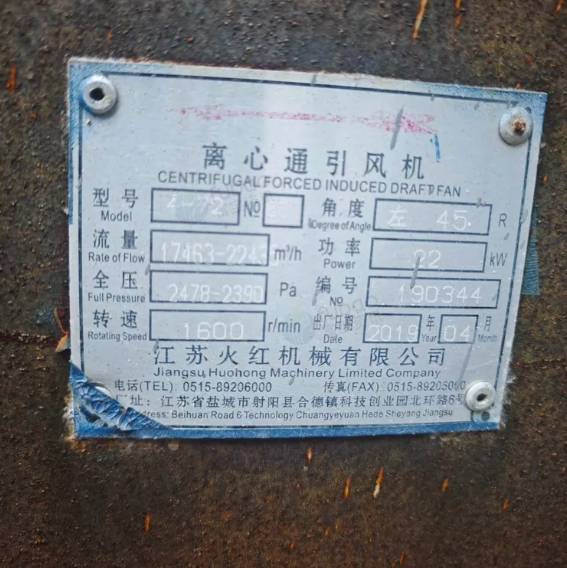 离心通引风机
CENTRIFUGAL FORCED INDUCED DRAFT FAN
型号 4-72 № 角度 左 45 R
Model Degree of Angle
流量 17463-2243 m³/h 功率 22 kW
Rate of Flow Power
全压 2478-2390 Pa 编号 190344
Full Pressure NO
转速 1600 r/min 出厂日期 2019 年 04 月
Rotating Speed Date Year Month
江苏火红机械有限公司
Jiangsu Huohong Machinery Limited Company
电话(TEL): 0515-89206000 传真(FAX) 0515-89206000
厂址: 江苏省盐城市射阳县合德镇科技创业园北环路6号
Address: Beihuan Road 6 Technology Chuangyeyuan Hede Sheyang Jiangsu